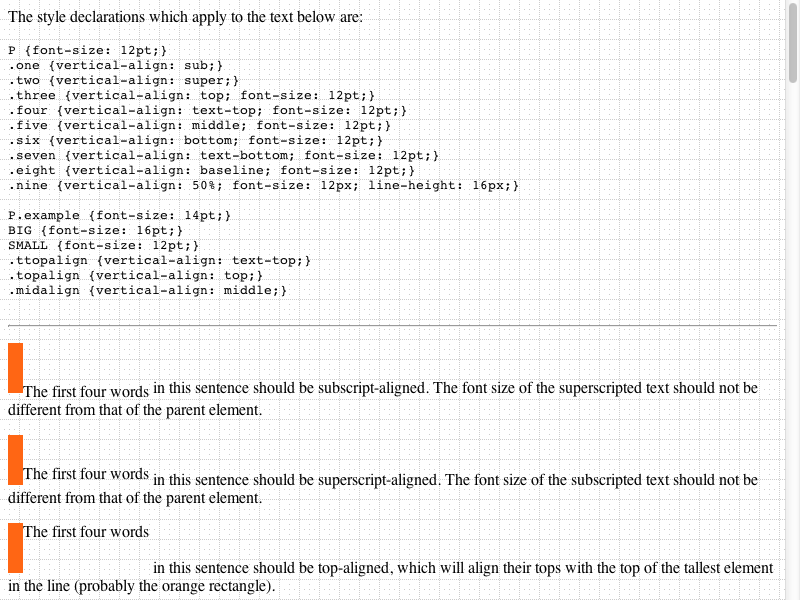 The style declarations which apply to the text below are:
P {font-size: 12pt;}
.one {vertical-align: sub;}
.two {vertical-align: super;}
.three {vertical-align: top; font-size: 12pt;}
.four {vertical-align: text-top; font-size: 12pt;}
.five {vertical-align: middle; font-size: 12pt;}
.six {vertical-align: bottom; font-size: 12pt;}
.seven {vertical-align: text-bottom; font-size: 12pt;}
.eight {vertical-align: baseline; font-size: 12pt;}
.nine {vertical-align: 50%; font-size: 12px; line-height: 16px;}
P.example {font-size: 14pt;}
BIG {font-size: 16pt;}
SMALL {font-size: 12pt;}
.ttopalign {vertical-align: text-top;}
.topalign {vertical-align: top;}
.midalign {vertical-align: middle;}
The first four words in this sentence should be subscript-aligned. The font size of the superscripted text should not be
different from that of the parent element.
The first four words in this sentence should be superscript-aligned. The font size of the subscripted text should not be
different from that of the parent element.
The first four words in this sentence should be top-aligned, which will align their tops with the top of the tallest element
in the line (probably the orange rectangle).